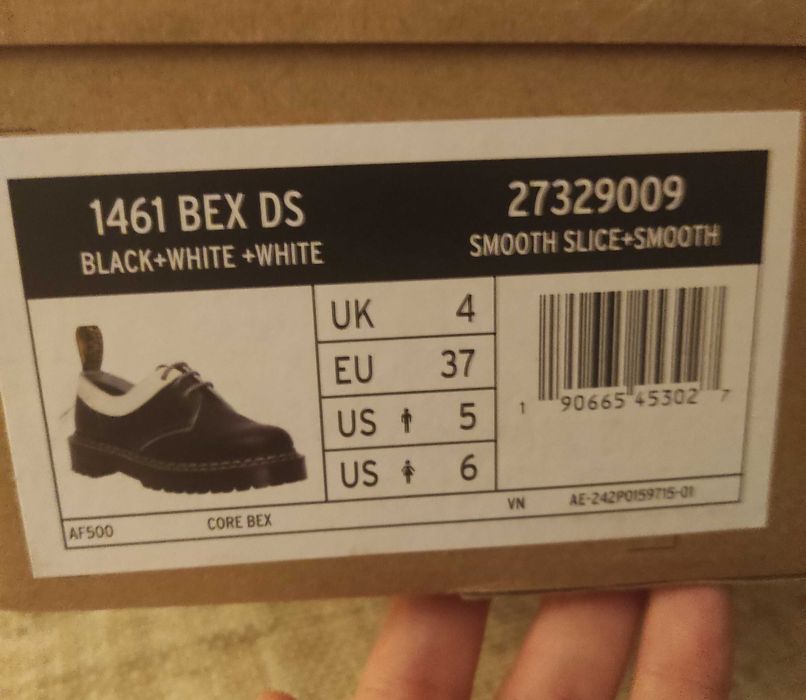 1461 BEX DS
BLACK+WHITE +WHITE
27329009
SMOOTH SLICE+SMOOTH
UK 4
EU 37
US 5
US 6
1 90665 45302 7
AF500
CORE BEX
VN
AE-242P0159715-01